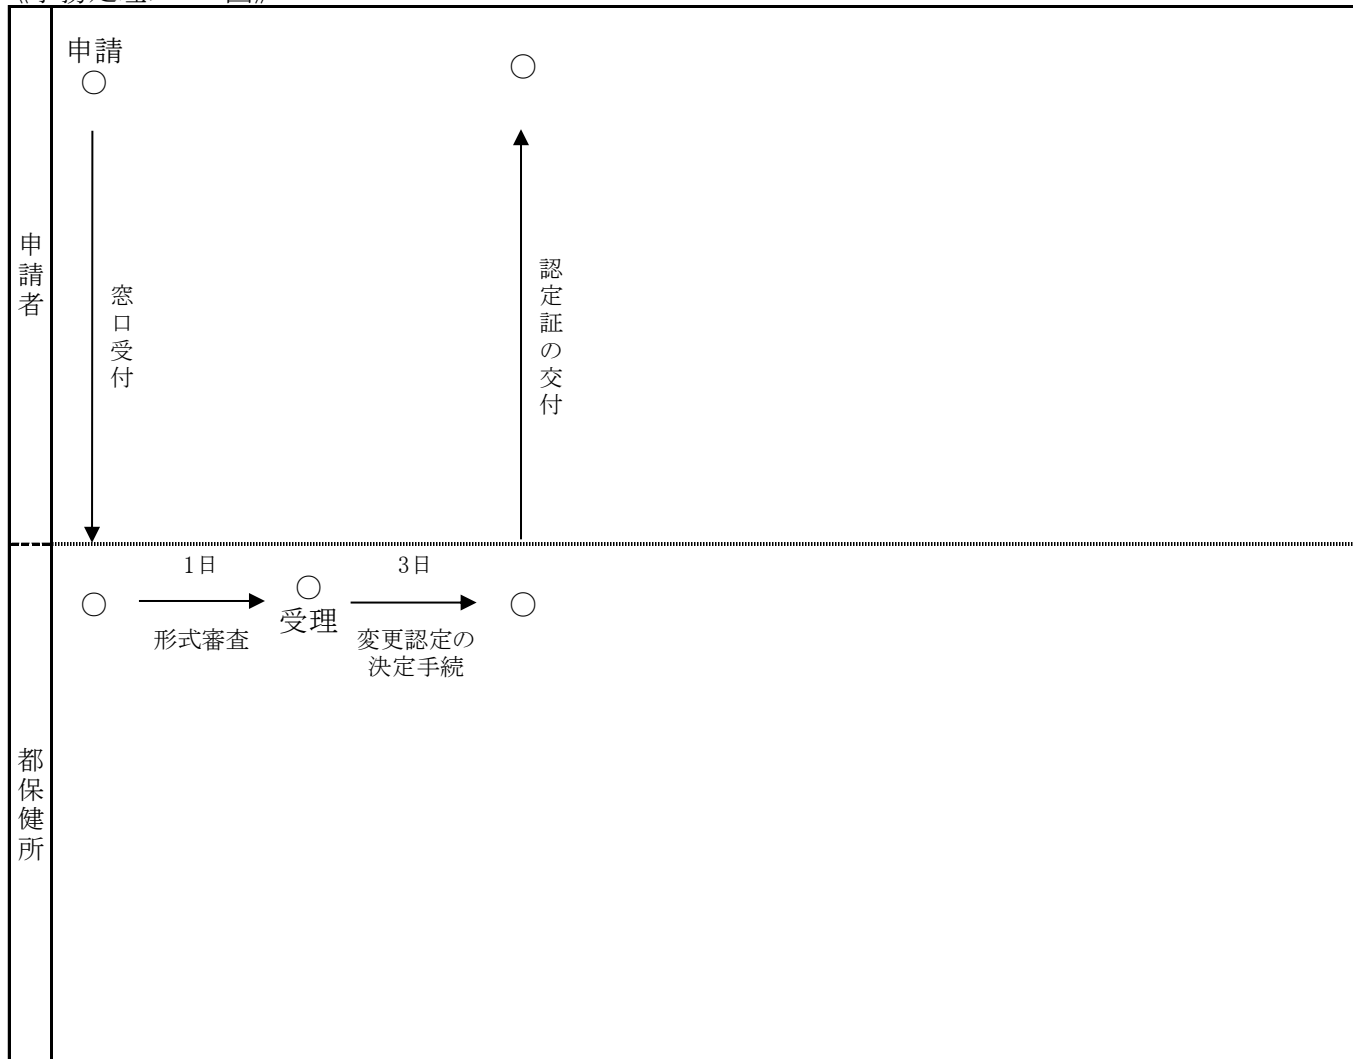 申請
申請者
窓口受付
認定証の交付
1日
3日
受理
形式審査
変更認定の
決定手続
都保健所